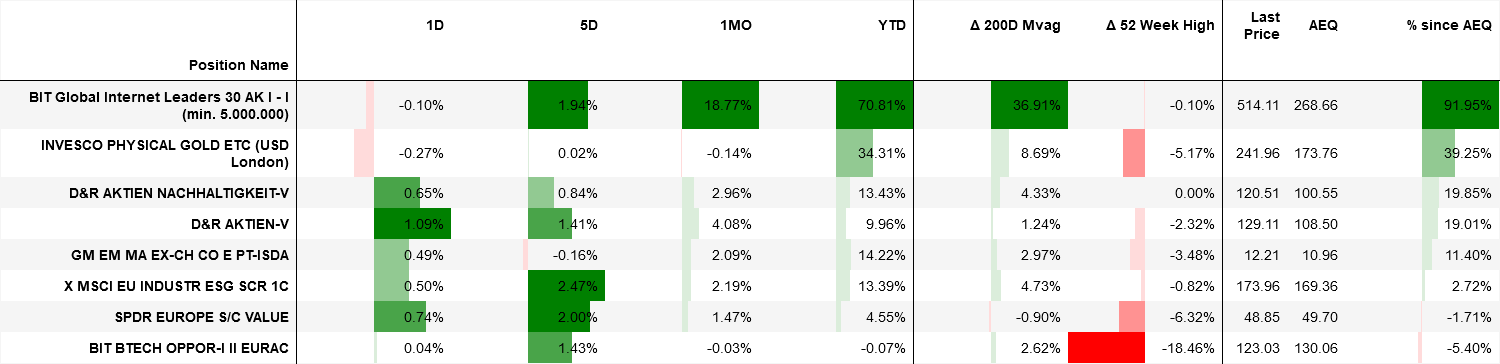 Position Name 1D 5D 1MO YTD Δ 200D Mvag Δ 52 Week High Last Price AEQ % since AEQ
BIT Global Internet Leaders 30 AK I - I (min. 5.000.000) -0.10% 1.94% 18.77% 70.81% 36.91% -0.10% 514.11 268.66 91.95%
INVESCO PHYSICAL GOLD ETC (USD London) -0.27% 0.02% -0.14% 34.31% 8.69% -5.17% 241.96 173.76 39.25%
D&R AKTIEN NACHHALTIGKEIT-V 0.65% 0.84% 2.96% 13.43% 4.33% 0.00% 120.51 100.55 19.85%
D&R AKTIEN-V 1.09% 1.41% 4.08% 9.96% 1.24% -2.32% 129.11 108.50 19.01%
GM EM MA EX-CH CO E PT-ISDA 0.49% -0.16% 2.09% 14.22% 2.97% -3.48% 12.21 10.96 11.40%
X MSCI EU INDUSTR ESG SCR 1C 0.50% 2.47% 2.19% 13.39% 4.73% -0.82% 173.96 169.36 2.72%
SPDR EUROPE S/C VALUE 0.74% 2.00% 1.47% 4.55% -0.90% -6.32% 48.85 49.70 -1.71%
BIT BTECH OPPOR-I II EURAC 0.04% 1.43% -0.03% -0.07% 2.62% -18.46% 123.03 130.06 -5.40%